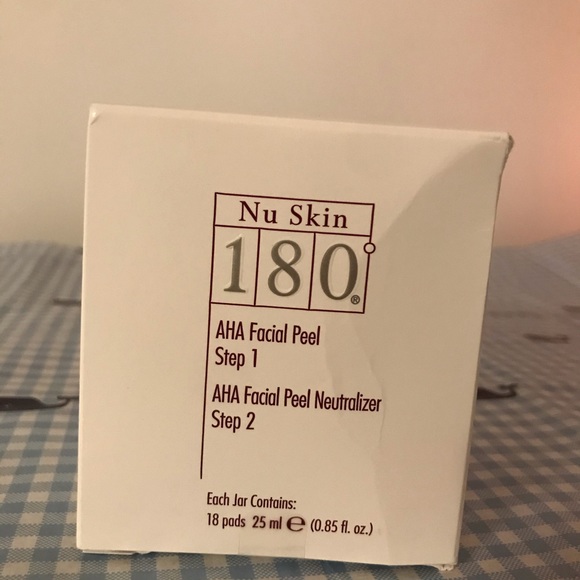 Nu Skin
180°®
AHA Facial Peel
Step 1
AHA Facial Peel Neutralizer
Step 2
Each Jar Contains:
18 pads 25 ml ℮ (0.85 fl. oz.)